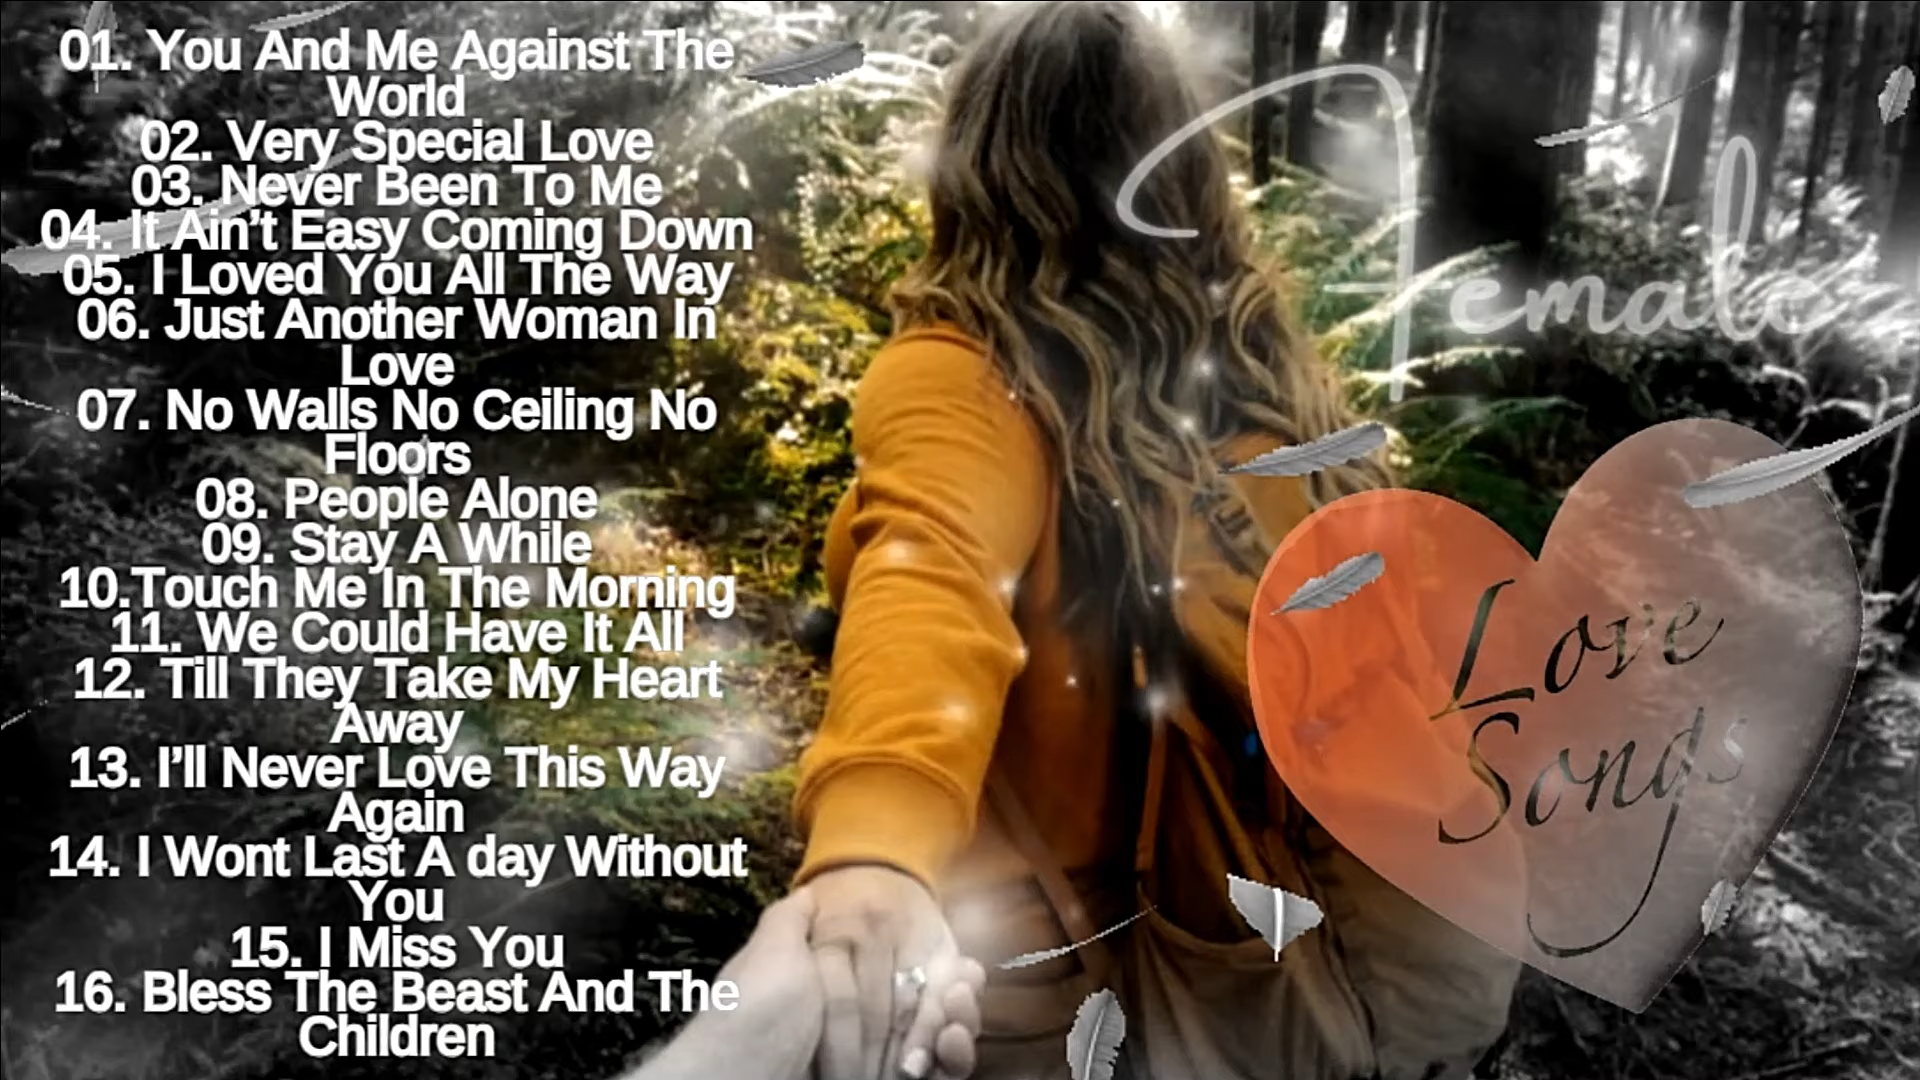 01. You And Me Against The
World
02. Very Special Love
03. Never Been To Me
04. It Ain’t Easy Coming Down
05. I Loved You All The Way
06. Just Another Woman In
Love
07. No Walls No Ceiling No
Floors
08. People Alone
09. Stay A While
10.Touch Me In The Morning
11. We Could Have It All
12. Till They Take My Heart
Away
13. I’ll Never Love This Way
Again
14. I Wont Last A day Without
You
15. I Miss You
16. Bless The Beast And The
Children
Female
Love
Songs